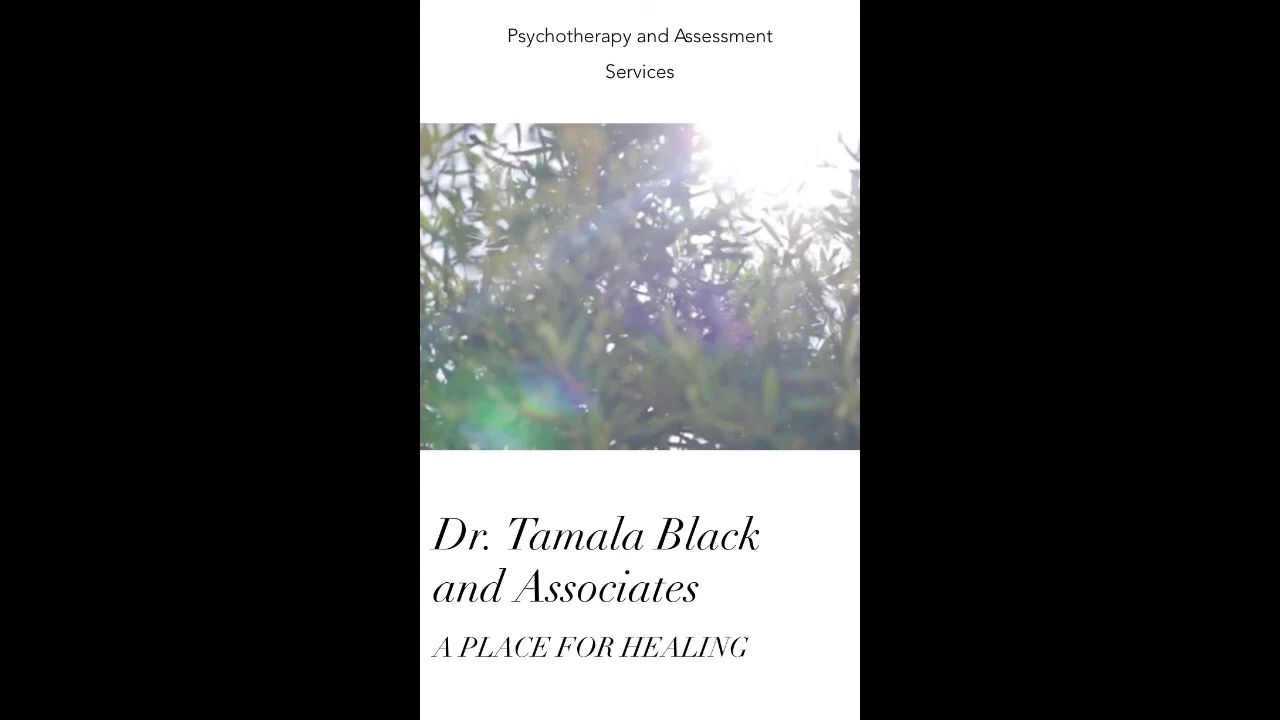 Psychotherapy and Assessment
Services
Dr. Tamala Black
and Associates
A PLACE FOR HEALING